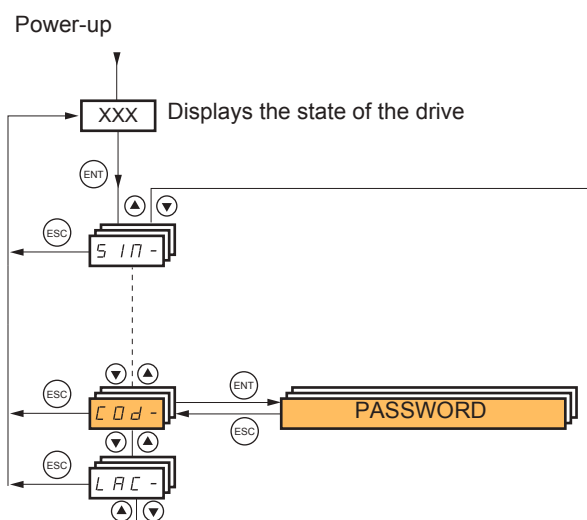 Power-up
XXX Displays the state of the drive
ENT
ESC
SIM-
ESC ENT
COd- PASSWORD
ESC
ESC
LAC-